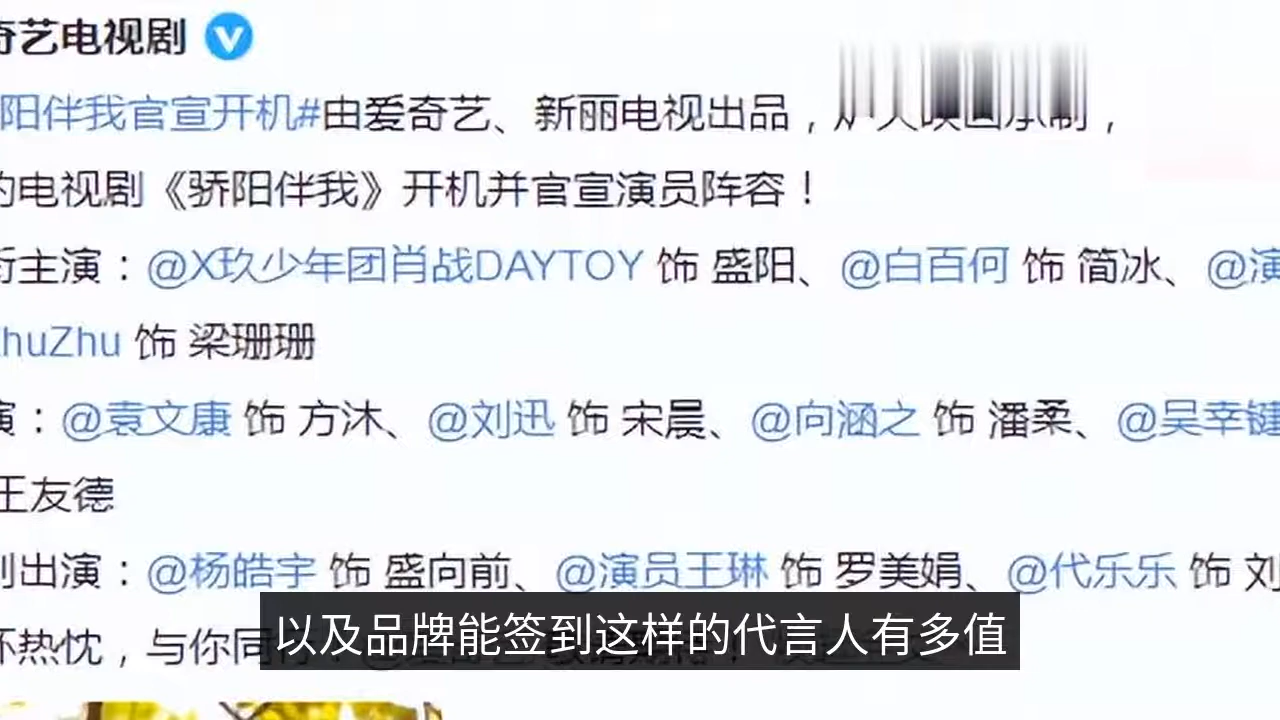 奇艺电视剧
阳伴我官宣开机#由爱奇艺、新丽电视出品，
的电视剧《骄阳伴我》开机并官宣演员阵容！
主演：@X玖少年团肖战DAYTOY 饰 盛阳、@白百何 饰 简冰、@演
huZhu 饰 梁珊珊
演：@袁文康 饰 方沐、@刘迅 饰 宋晨、@向涵之 饰 潘柔、@吴幸键
王友德
别出演：@杨皓宇 饰 盛向前、@演员王琳 饰 罗美娟、@代乐乐 饰 刘
怀热忱，与你同
以及品牌能签到这样的代言人有多值